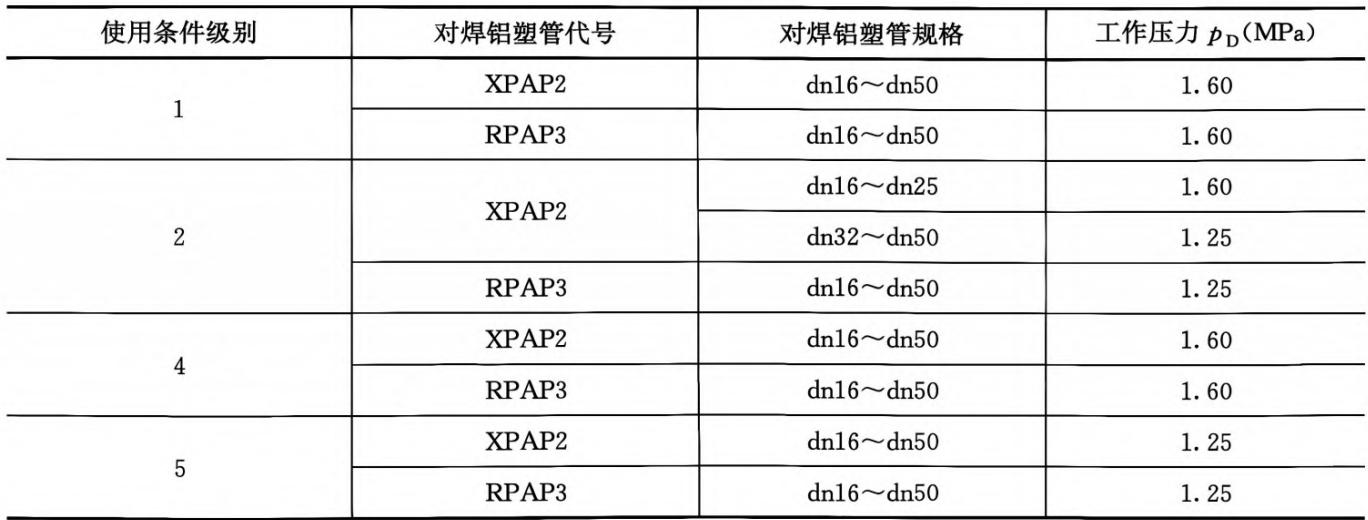 使用条件级别 对焊铝塑管代号 对焊铝塑管规格 工作压力 pD(MPa)
1 XPAP2 dn16～dn50 1.60
RPAP3 dn16～dn50 1.60
2 XPAP2 dn16～dn25 1.60
dn32～dn50 1.25
RPAP3 dn16～dn50 1.25
4 XPAP2 dn16～dn50 1.60
RPAP3 dn16～dn50 1.60
5 XPAP2 dn16～dn50 1.25
RPAP3 dn16～dn50 1.25